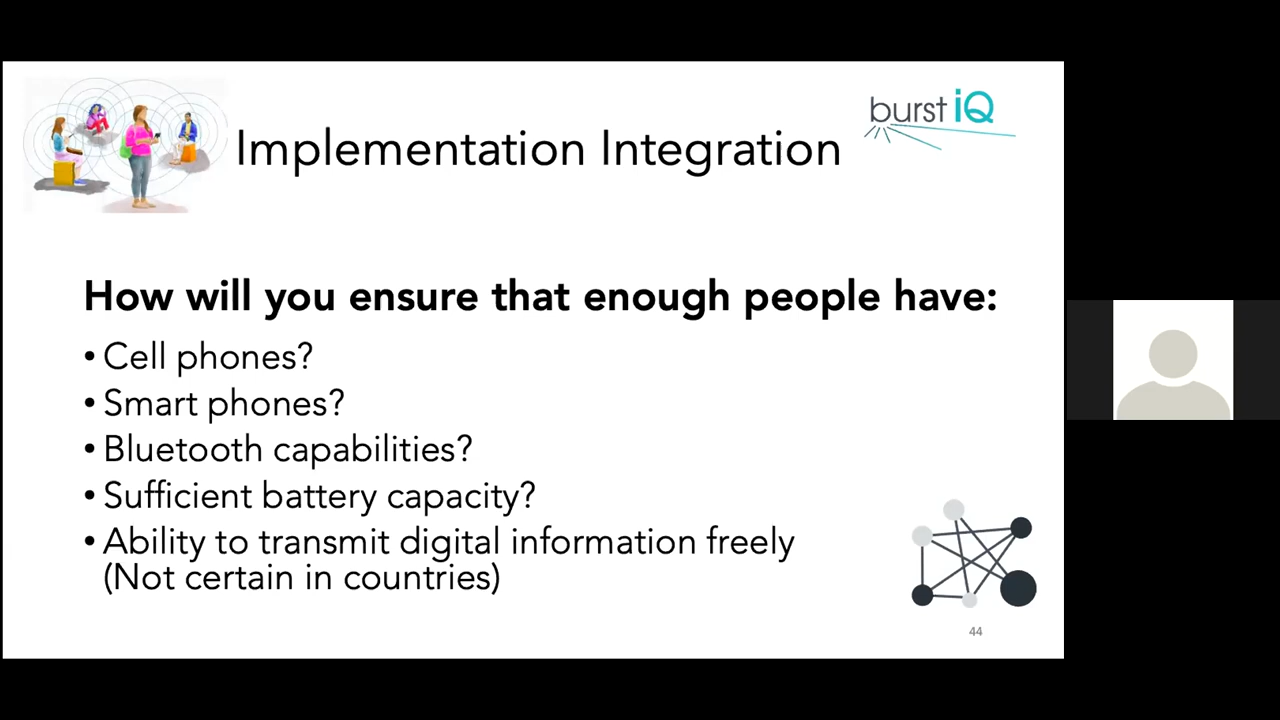 burst iQ
Implementation Integration
How will you ensure that enough people have:
• Cell phones?
• Smart phones?
• Bluetooth capabilities?
• Sufficient battery capacity?
• Ability to transmit digital information freely
(Not certain in countries)
44